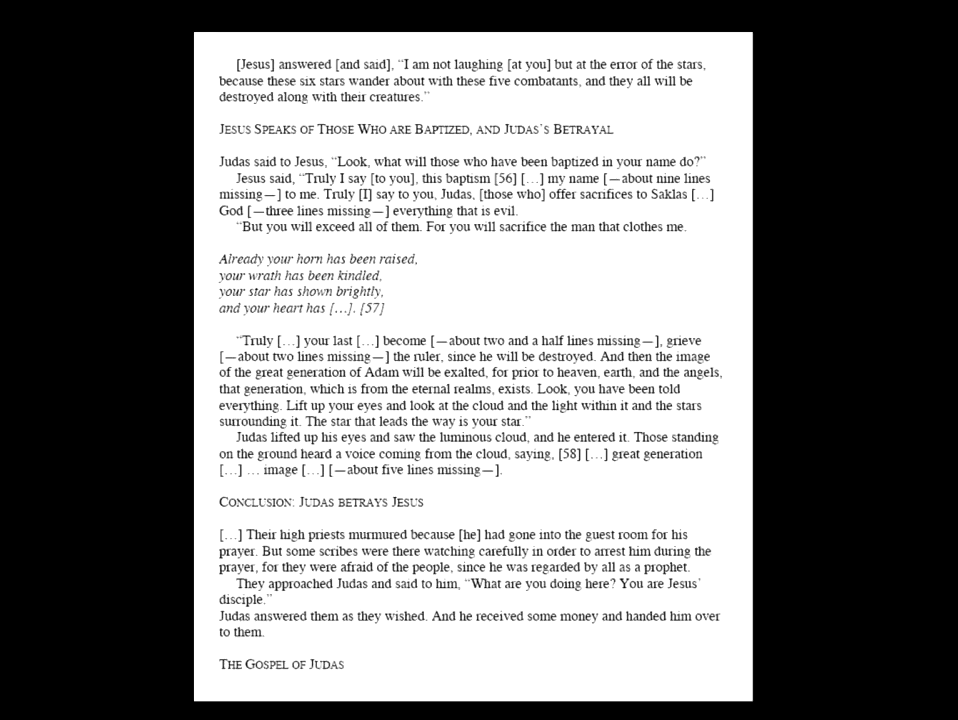 [Jesus] answered [and said], “I am not laughing [at you] but at the error of the stars,
because these six stars wander about with these five combatants, and they all will be
destroyed along with their creatures.”
JESUS SPEAKS OF THOSE WHO ARE BAPTIZED, AND JUDAS’S BETRAYAL
Judas said to Jesus, “Look, what will those who have been baptized in your name do?”
Jesus said, “Truly I say [to you], this baptism [56] […] my name [—about nine lines
missing—] to me. Truly [I] say to you, Judas, [those who] offer sacrifices to Saklas […]
God [—three lines missing—] everything that is evil.
“But you will exceed all of them. For you will sacrifice the man that clothes me.
Already your horn has been raised,
your wrath has been kindled,
your star has shown brightly,
and your heart has […]. [57]
“Truly […] your last […] become [—about two and a half lines missing—], grieve
[—about two lines missing—] the ruler, since he will be destroyed. And then the image
of the great generation of Adam will be exalted, for prior to heaven, earth, and the angels,
that generation, which is from the eternal realms, exists. Look, you have been told
everything. Lift up your eyes and look at the cloud and the light within it and the stars
surrounding it. The star that leads the way is your star.”
Judas lifted up his eyes and saw the luminous cloud, and he entered it. Those standing
on the ground heard a voice coming from the cloud, saying, [58] […] great generation
[…] … image […] [—about five lines missing—].
CONCLUSION: JUDAS BETRAYS JESUS
[…] Their high priests murmured because [he] had gone into the guest room for his
prayer. But some scribes were there watching carefully in order to arrest him during the
prayer, for they were afraid of the people, since he was regarded by all as a prophet.
They approached Judas and said to him, “What are you doing here? You are Jesus’
disciple.”
Judas answered them as they wished. And he received some money and handed him over
to them.
THE GOSPEL OF JUDAS